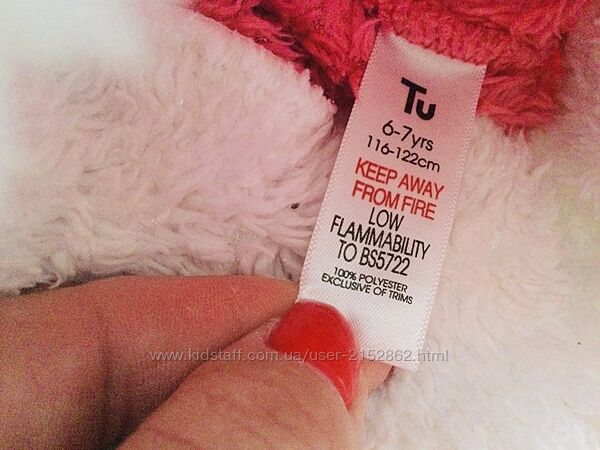 Tu
6-7yrs
116-122cm
KEEP AWAY
FROM FIRE
LOW
FLAMMABILITY
TO BS5722
100% POLYESTER
EXCLUSIVE OF TRIMS
www.kidstaff.com.ua/user-2152862.html